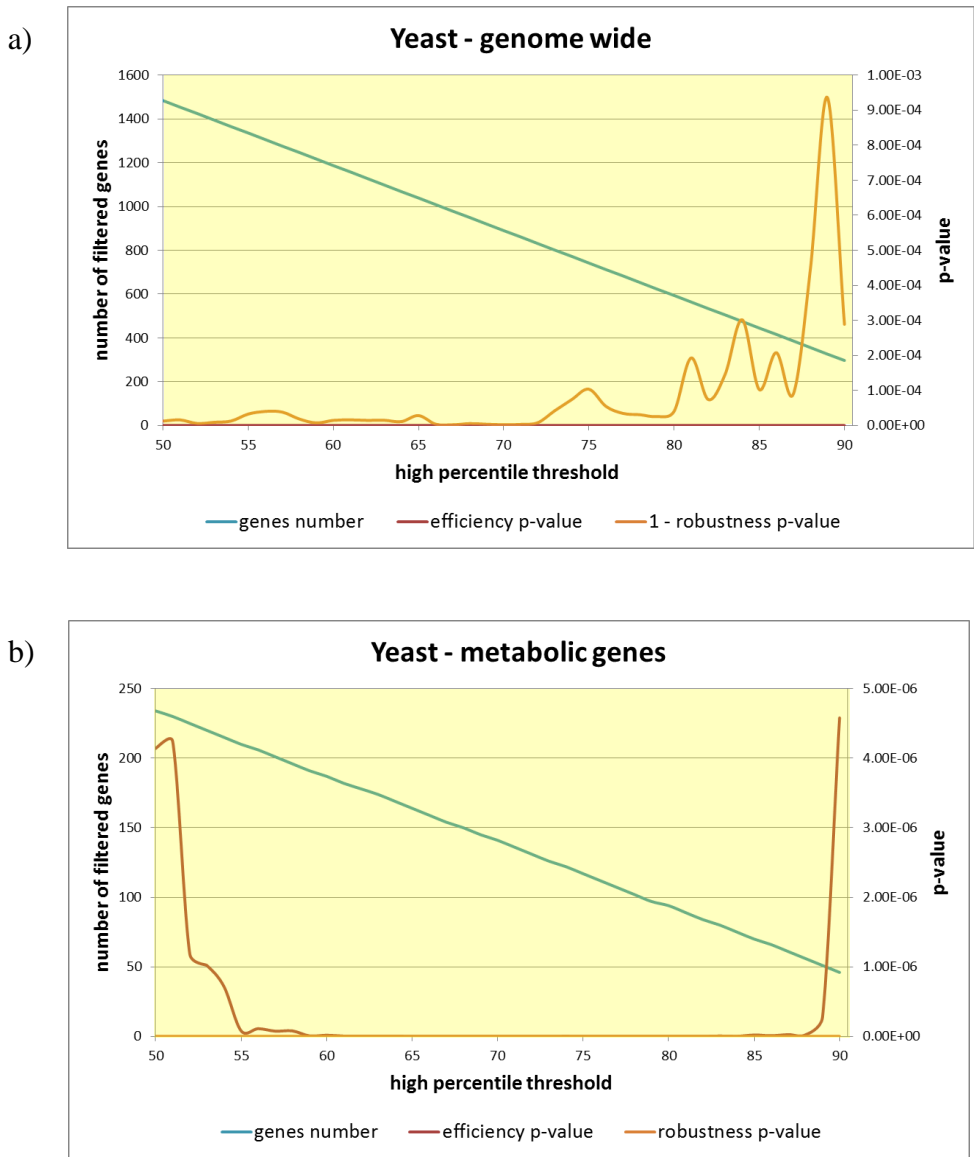 a)
Yeast - genome wide
number of filtered genes
1600
1400
1200
1000
800
600
400
200
0
1.00E-03
9.00E-04
8.00E-04
7.00E-04
6.00E-04
5.00E-04
4.00E-04
3.00E-04
2.00E-04
1.00E-04
0.00E+00
p-value
50 55 60 65 70 75 80 85 90
high percentile threshold
genes number efficiency p-value 1 - robustness p-value
b)
Yeast - metabolic genes
number of filtered genes
250
200
150
100
50
0
5.00E-06
4.00E-06
3.00E-06
2.00E-06
1.00E-06
0.00E+00
p-value
50 55 60 65 70 75 80 85 90
high percentile threshold
genes number efficiency p-value robustness p-value